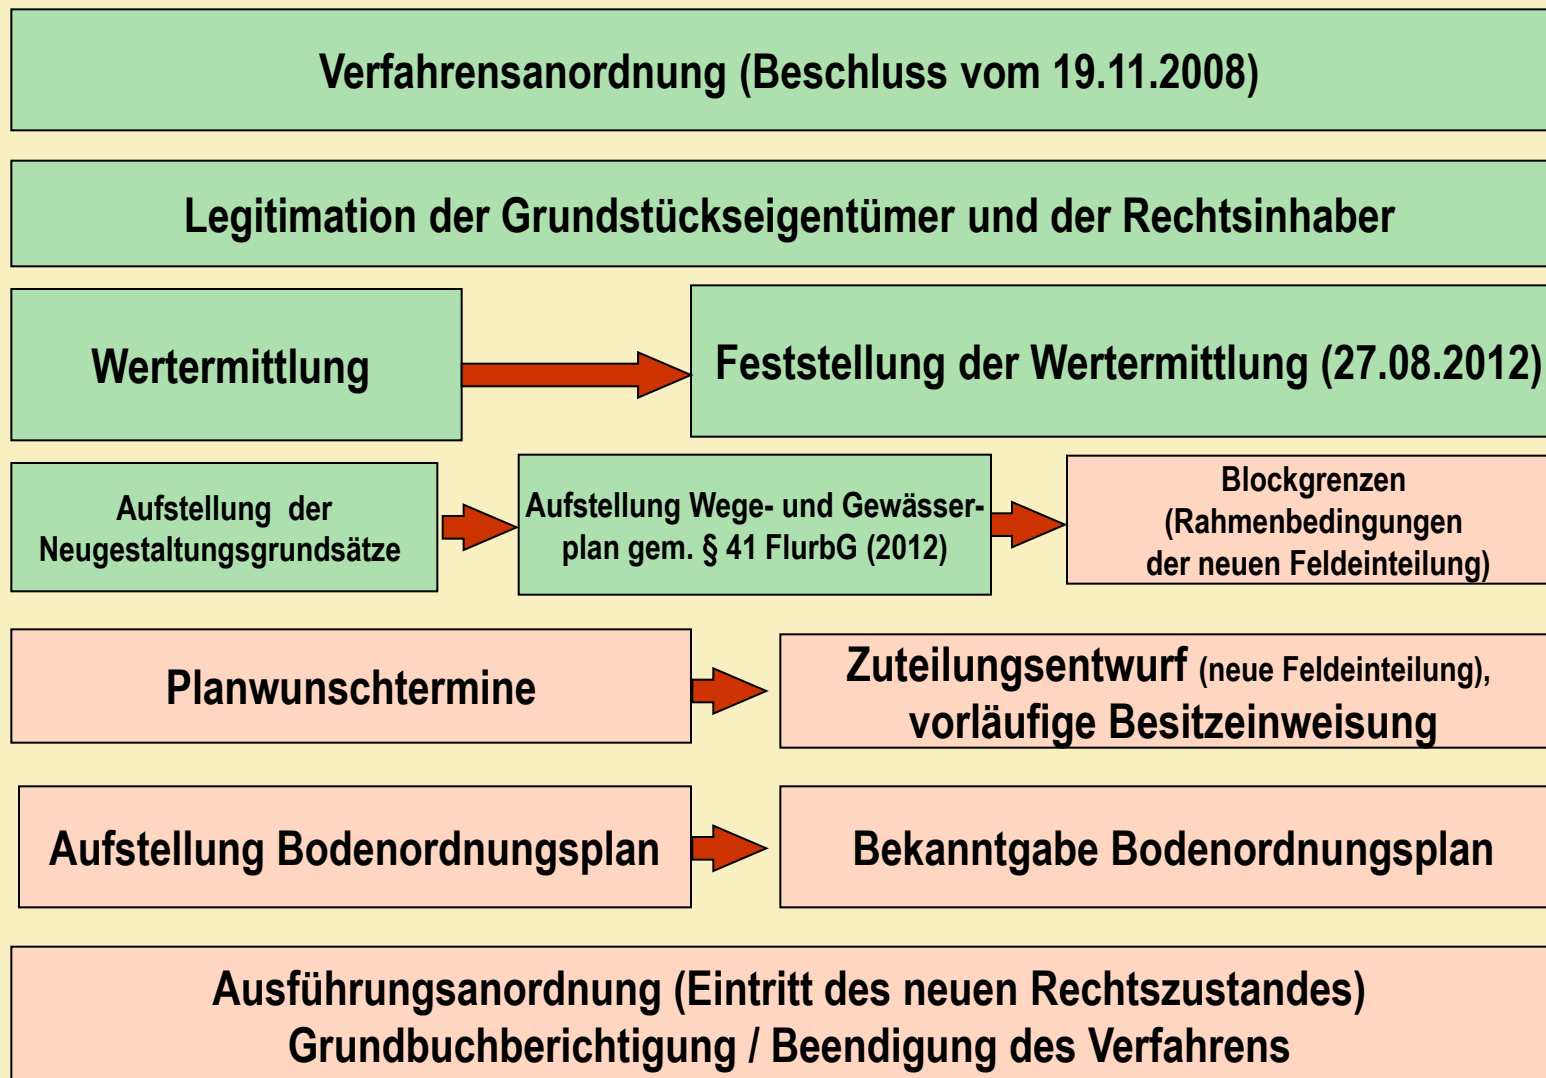 Verfahrensanordnung (Beschluss vom 19.11.2008)
Legitimation der Grundstückseigentümer und der Rechtsinhaber
Wertermittlung
Feststellung der Wertermittlung (27.08.2012)
Aufstellung der
Neugestaltungsgrundsätze
Aufstellung Wege- und Gewässer-
plan gem. § 41 FlurbG (2012)
Blockgrenzen
(Rahmenbedingungen
der neuen Feldeinteilung)
Planwunschtermine
Zuteilungsentwurf (neue Feldeinteilung),
vorläufige Besitzeinweisung
Aufstellung Bodenordnungsplan
Bekanntgabe Bodenordnungsplan
Ausführungsanordnung (Eintritt des neuen Rechtszustandes)
Grundbuchberichtigung / Beendigung des Verfahrens